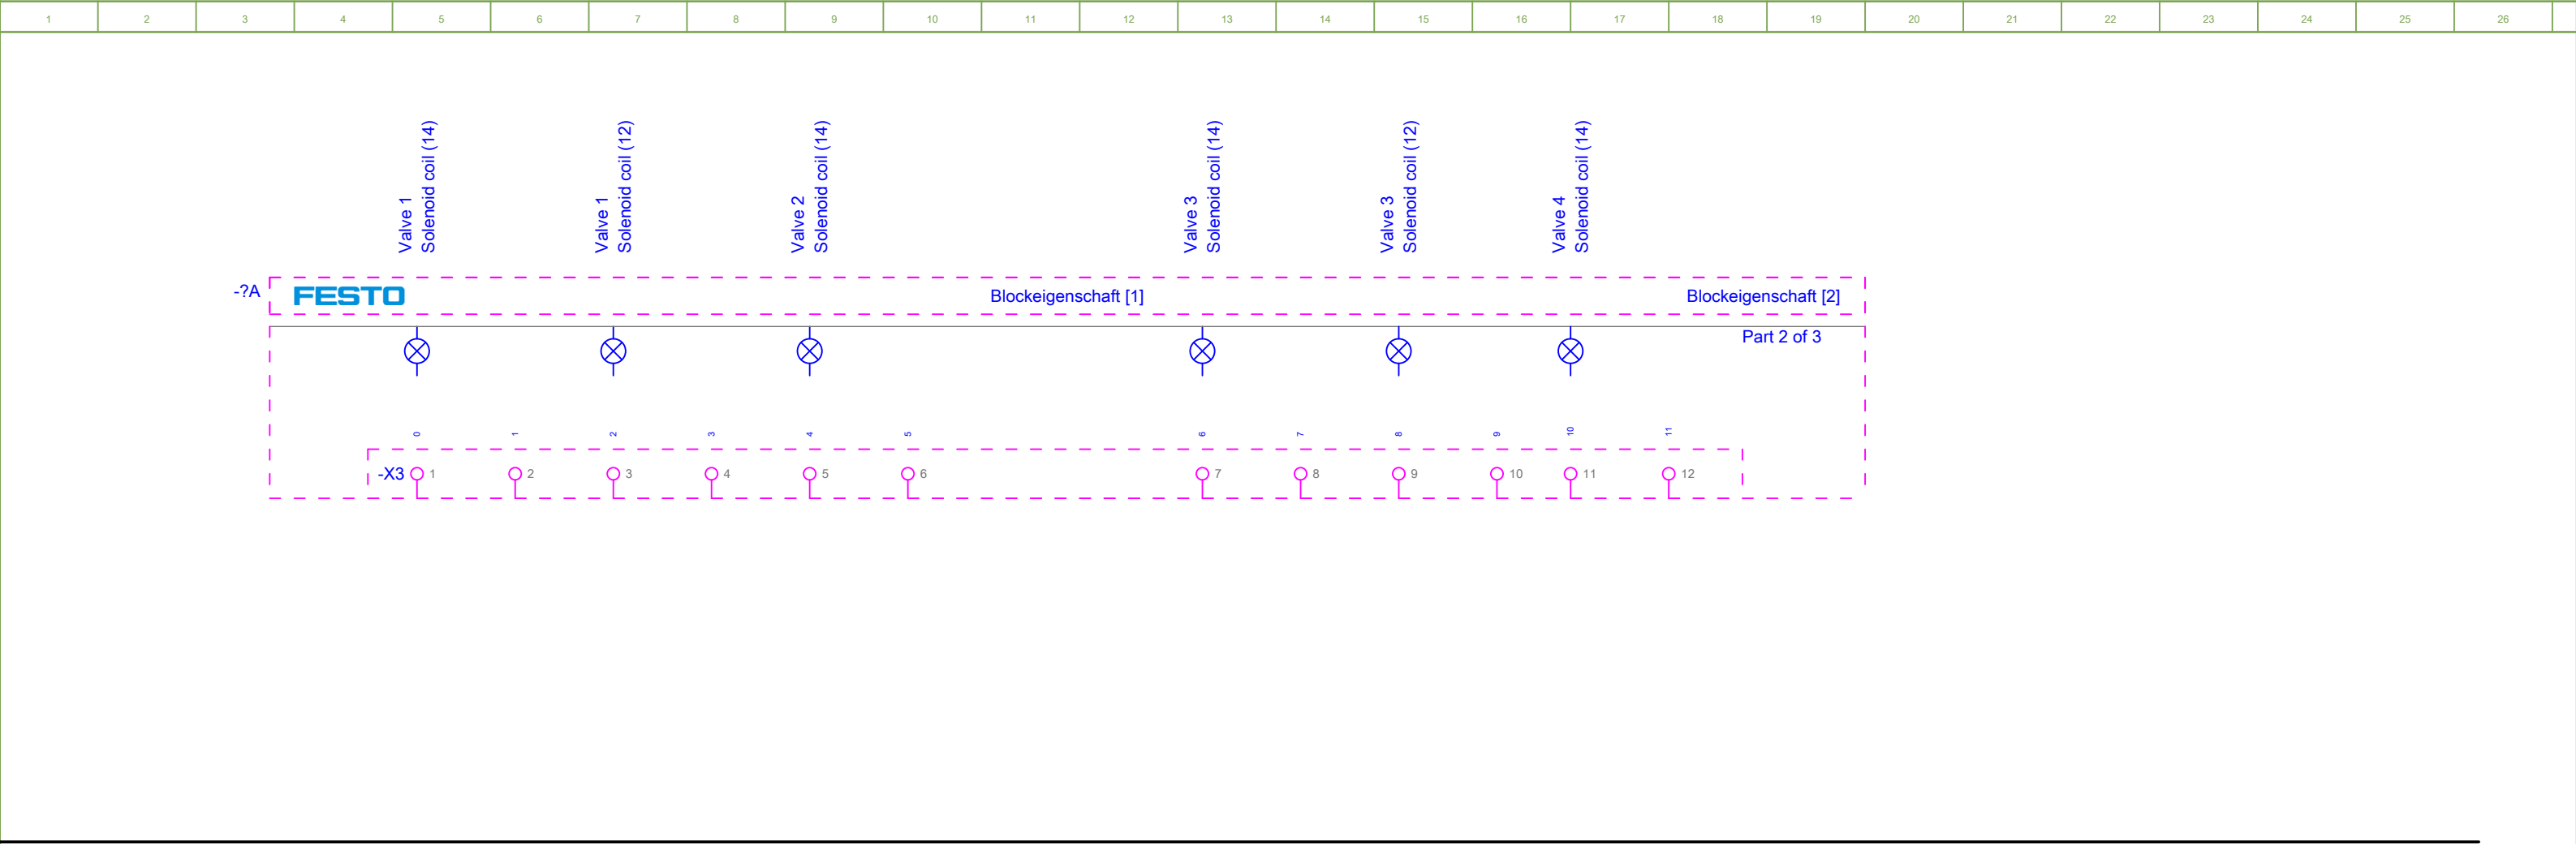 1 2 3 4 5 6 7 8 9 10 11 12 13 14 15 16 17 18 19 20 21 22 23 24 25 26
Valve 1
Solenoid coil (14)
Valve 1
Solenoid coil (12)
Valve 2
Solenoid coil (14)
Valve 3
Solenoid coil (14)
Valve 3
Solenoid coil (12)
Valve 4
Solenoid coil (14)
-?A FESTO Blockeigenschaft [1] Blockeigenschaft [2]
Part 2 of 3
0 1 2 3 4 5 6 7 8 9 10 11
-X3 1 2 3 4 5 6 7 8 9 10 11 12